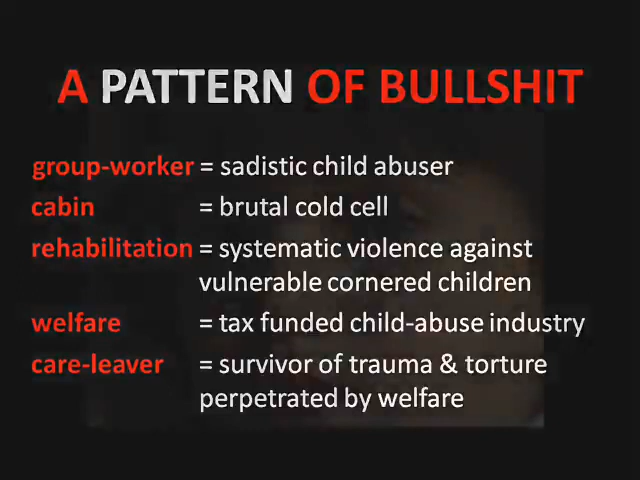 A PATTERN OF BULLSHIT
group-worker = sadistic child abuser
cabin = brutal cold cell
rehabilitation = systematic violence against
vulnerable cornered children
welfare = tax funded child-abuse industry
care-leaver = survivor of trauma & torture
perpetrated by welfare